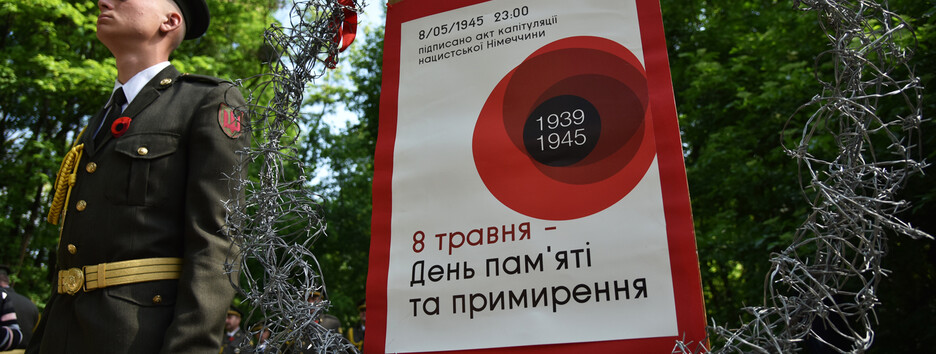 8/05/1945 23:00
підписано акт капітуляції
нацистської Німеччини
1939
1945
8 травня –
День пам'яті
та примирення